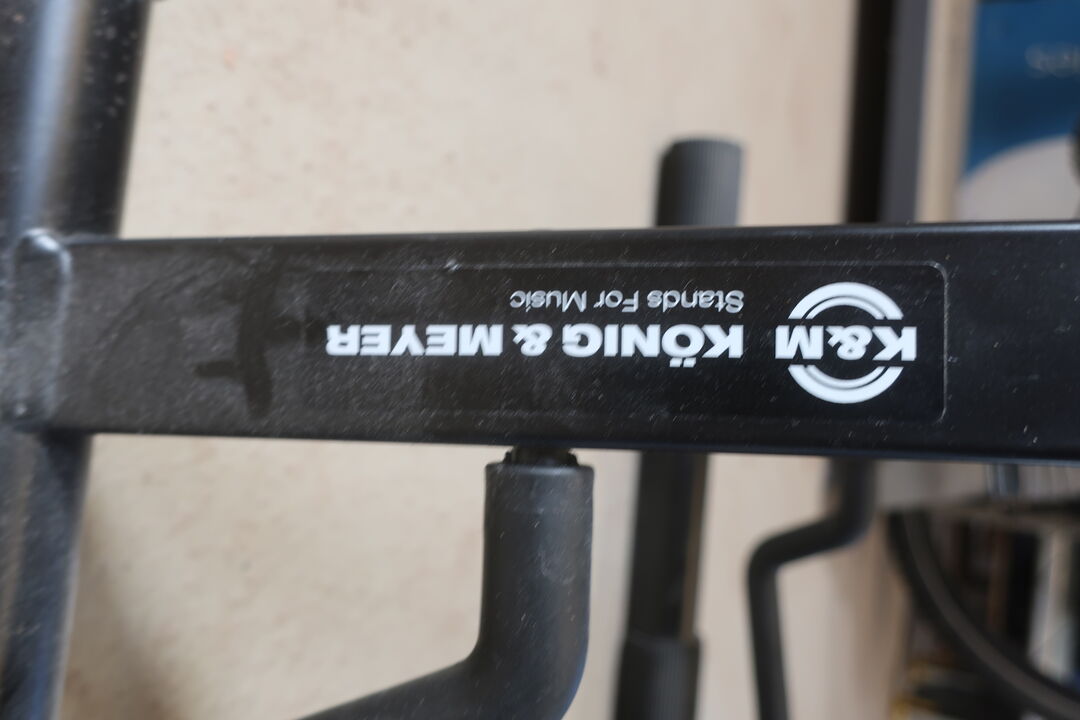 K&M
KÖNIG & MEYER
Stands For Music